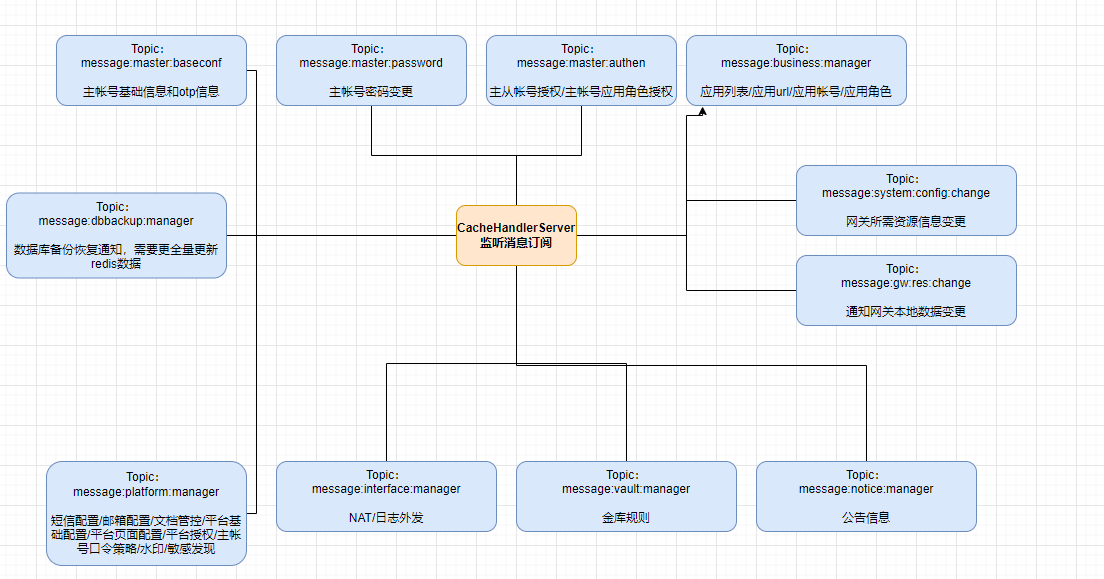 Topic:
message:master:baseconf
主帐号基础信息和otp信息
Topic:
message:master:password
主帐号密码变更
Topic:
message:master:authen
主从帐号授权/主帐号应用角色授权
Topic:
message:business:manager
应用列表/应用url/应用帐号/应用角色
Topic:
message:system:config:change
网关所需资源信息变更
Topic:
message:dbbackup:manager
数据库备份恢复通知，需要更全量更新
redis数据
CacheHandlerServer
监听消息订阅
Topic:
message:gw:res:change
通知网关本地数据变更
Topic:
message:platform:manager
短信配置/邮箱配置/文档管控/平台基
础配置/平台页面配置/平台授权/主帐
号口令策略/水印/敏感发现
Topic:
message:interface:manager
NAT/日志外发
Topic:
message:vault:manager
金库规则
Topic:
message:notice:manager
公告信息